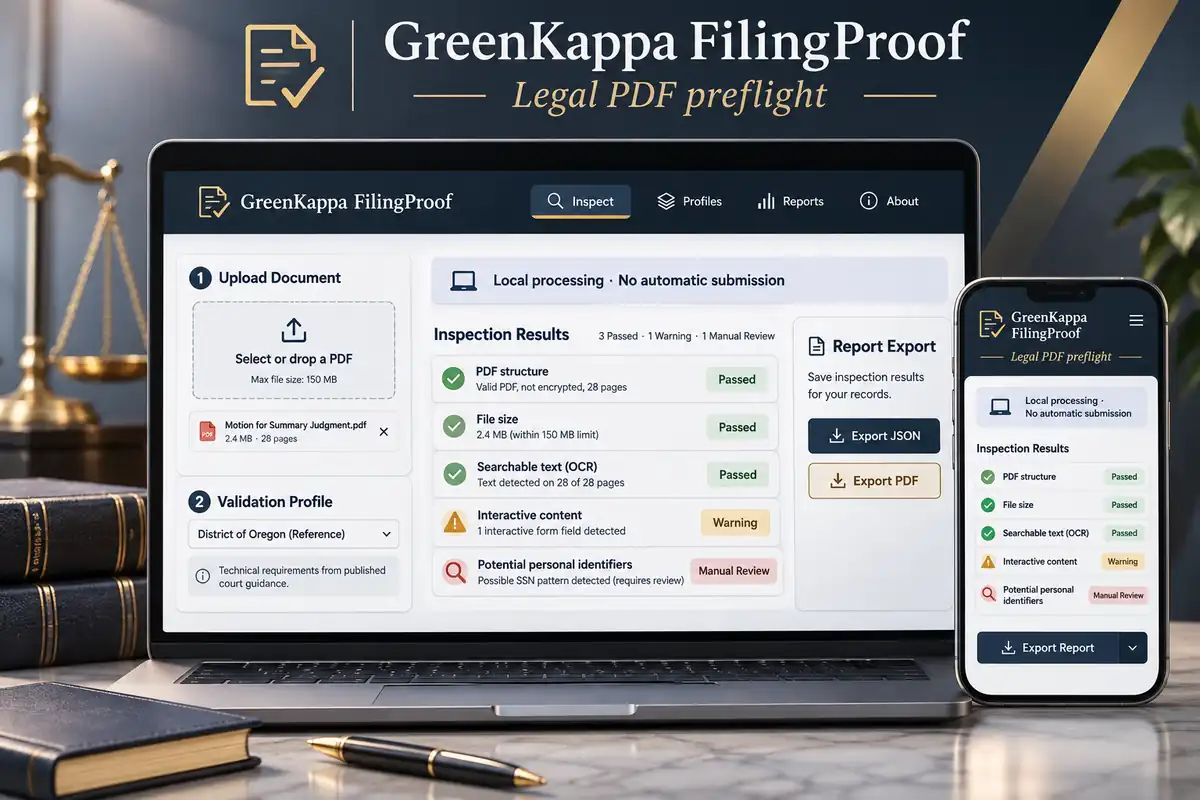 GreenKappa FilingProof
Legal PDF preflight
GreenKappa FilingProof
Inspect
Profiles
Reports
About
1 Upload Document
Select or drop a PDF
Max file size: 150 MB
PDF
Motion for Summary Judgment.pdf
2.4 MB · 28 pages
2 Validation Profile
District of Oregon (Reference)
Technical requirements from published
court guidance.
Local processing · No automatic submission
Inspection Results
3 Passed · 1 Warning · 1 Manual Review
PDF structure
Valid PDF, not encrypted, 28 pages
Passed
File size
2.4 MB (within 150 MB limit)
Passed
Searchable text (OCR)
Text detected on 28 of 28 pages
Passed
Interactive content
1 interactive form field detected
Warning
Potential personal identifiers
Possible SSN pattern detected (requires review)
Manual Review
Report Export
Save inspection results
for your records.
Export JSON
Export PDF
GreenKappa
FilingProof
Legal PDF preflight
Local processing ·
No automatic submission
Inspection Results
PDF structure
Passed
File size
Passed
Searchable text (OCR)
Passed
Interactive content
Warning
Potential personal
identifiers
Manual Review
Export Report